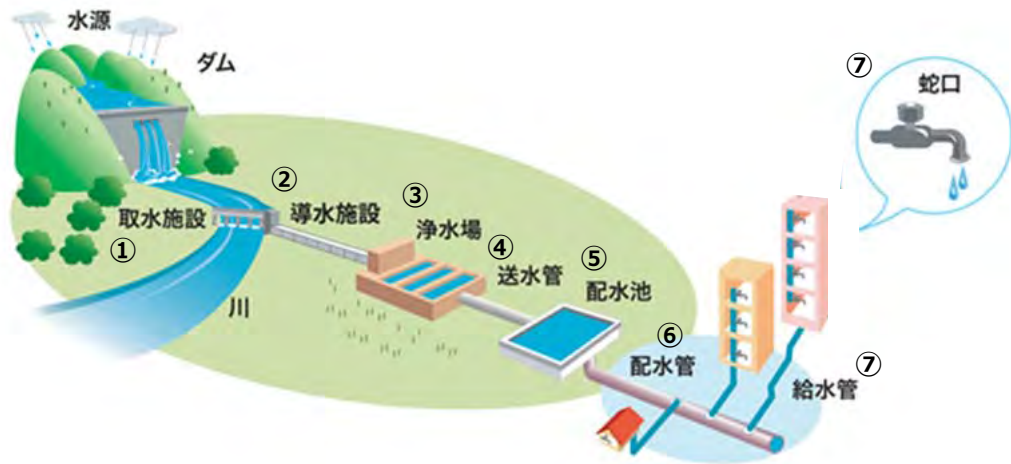 水源
ダム
取水施設
①
川
②
導水施設
③
浄水場
④
送水管
⑤
配水池
⑥
配水管
給水管
⑦
⑦
蛇口